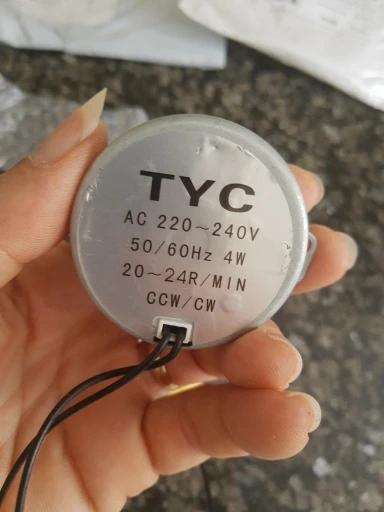 TYC
AC 220~240V
50/60Hz 4W
20~24R/MIN
CCW/CW